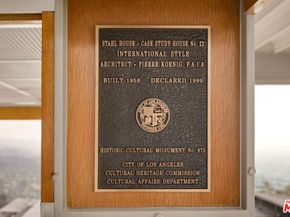 STAHL HOUSE - CASE STUDY HOUSE No. 22
INTERNATIONAL STYLE
ARCHITECT - PIERRE KOENIG, FAIA
BUILT 1958 DECLARED 1999
HISTORIC-CULTURAL MONUMENT No. 670
CITY OF LOS ANGELES
CULTURAL HERITAGE COMMISSION
CULTURAL AFFAIRS DEPARTMENT